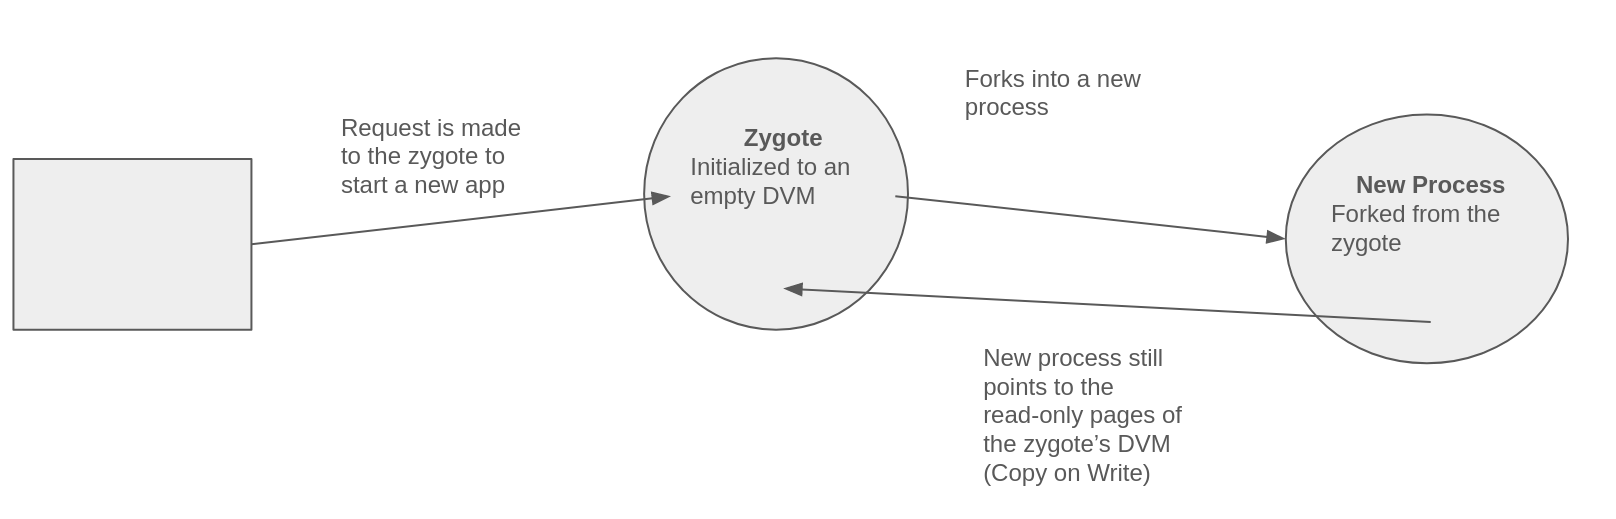 Request is made
to the zygote to
start a new app
Zygote
Initialized to an
empty DVM
Forks into a new
process
New Process
Forked from the
zygote
New process still
points to the
read-only pages of
the zygote’s DVM
(Copy on Write)